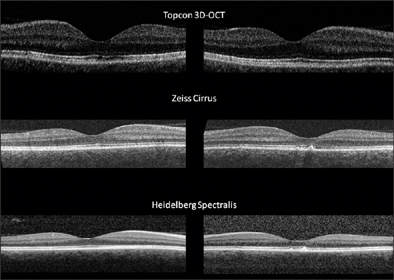 Topcon 3D-OCT
Zeiss Cirrus
Heidelberg Spectralis